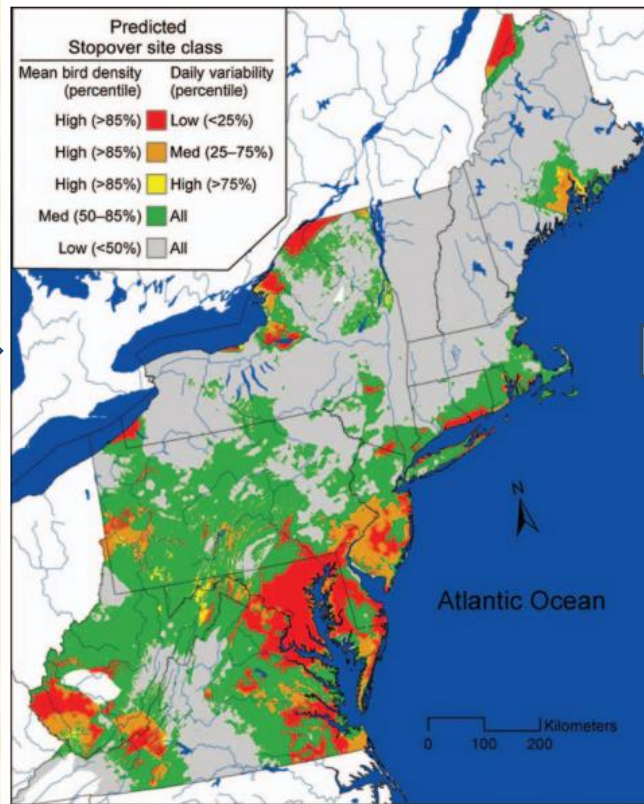 Predicted
Stopover site class
Mean bird density Daily variability
(percentile) (percentile)
High (>85%) Low (<25%)
High (>85%) Med (25–75%)
High (>85%) High (>75%)
Med (50–85%) All
Low (<50%) All
N
Atlantic Ocean
Kilometers
0 100 200